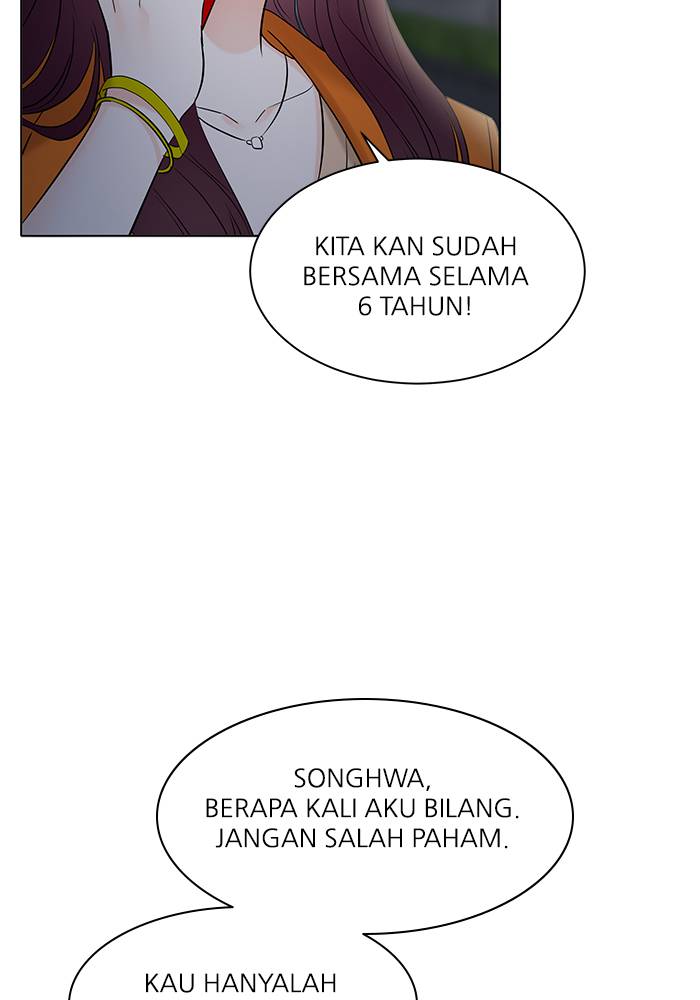 KITA KAN SUDAH
BERSAMA SELAMA
6 TAHUN!
SONGHWA,
BERAPA KALI AKU BILANG.
JANGAN SALAH PAHAM.
KAU HANYALAH